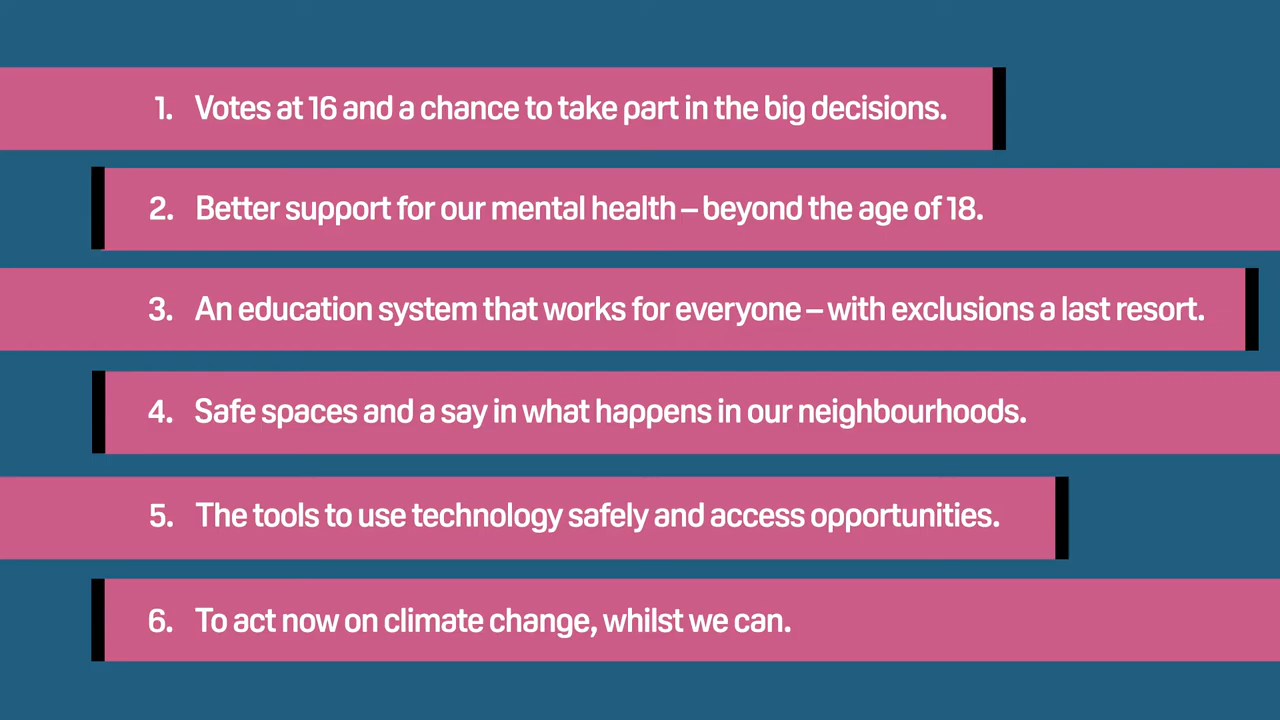 1. Votes at 16 and a chance to take part in the big decisions.
2. Better support for our mental health – beyond the age of 18.
3. An education system that works for everyone – with exclusions a last resort.
4. Safe spaces and a say in what happens in our neighbourhoods.
5. The tools to use technology safely and access opportunities.
6. To act now on climate change, whilst we can.